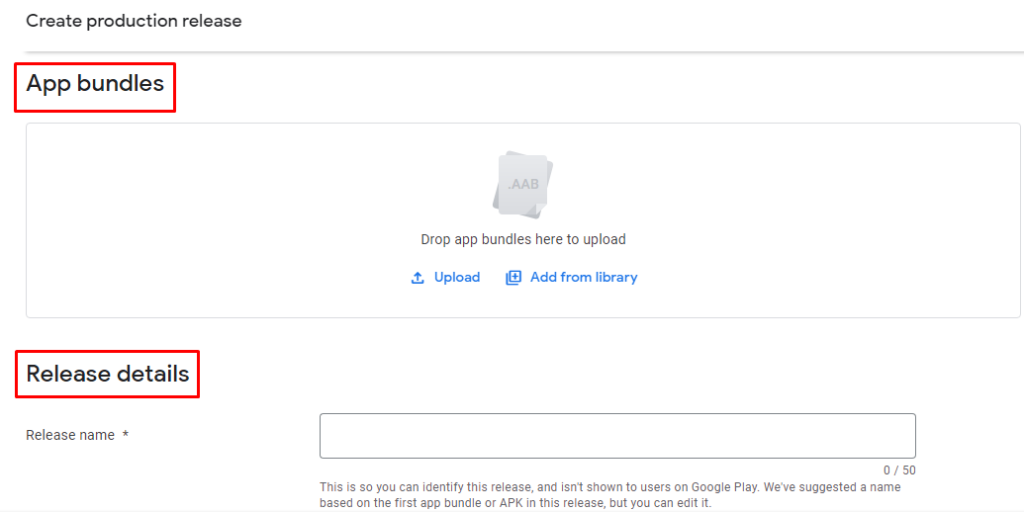 Create production release
App bundles
.AAB
Drop app bundles here to upload
Upload
Add from library
Release details
Release name *
0 / 50
This is so you can identify this release, and isn't shown to users on Google Play. We've suggested a name
based on the first app bundle or APK in this release, but you can edit it.